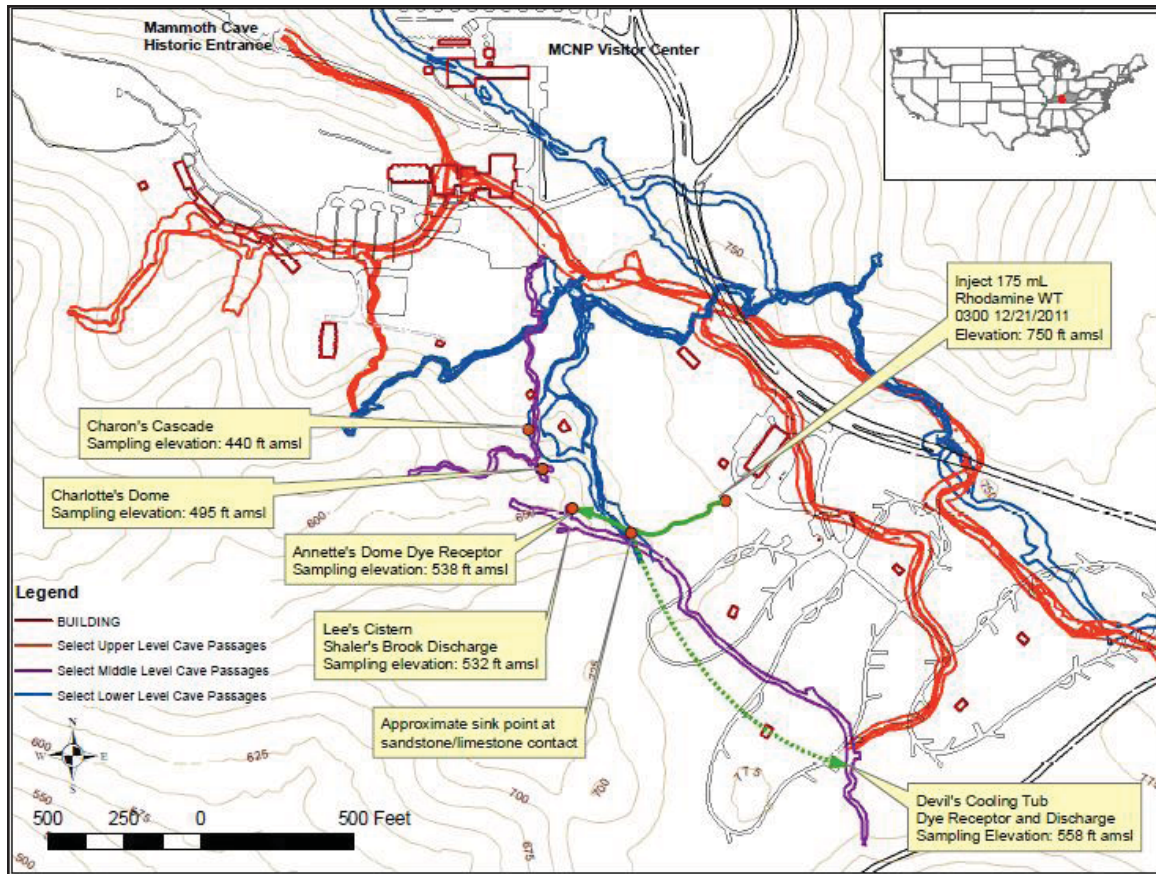 Mammoth Cave
Historic Entrance
MCNP Visitor Center
750
Inject 175 mL
Rhodamine WT
0300 12/21/2011
Elevation: 750 ft amsl
Charon's Cascade
Sampling elevation: 440 ft amsl
Charlotte's Dome
Sampling elevation: 495 ft amsl
750
600
Annette's Dome Dye Receptor
Sampling elevation: 538 ft amsl
Legend
BUILDING
Select Upper Level Cave Passages
Select Middle Level Cave Passages
Select Lower Level Cave Passages
Lee's Cistern
Shaler's Brook Discharge
Sampling elevation: 532 ft amsl
725
Approximate sink point at
sandstone/limestone contact
N
W E
S
600
625
775
700
700
550
575
500
675
Devil's Cooling Tub
Dye Receptor and Discharge
Sampling Elevation: 558 ft amsl
500 250 0 500 Feet